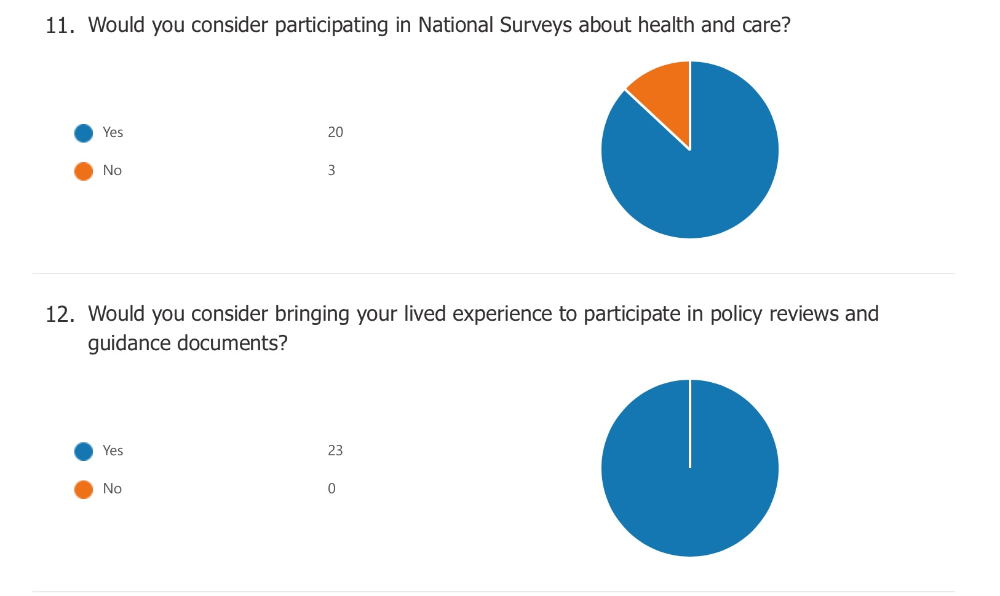 11. Would you consider participating in National Surveys about health and care?
Yes 20
No 3
12. Would you consider bringing your lived experience to participate in policy reviews and
guidance documents?
Yes 23
No 0